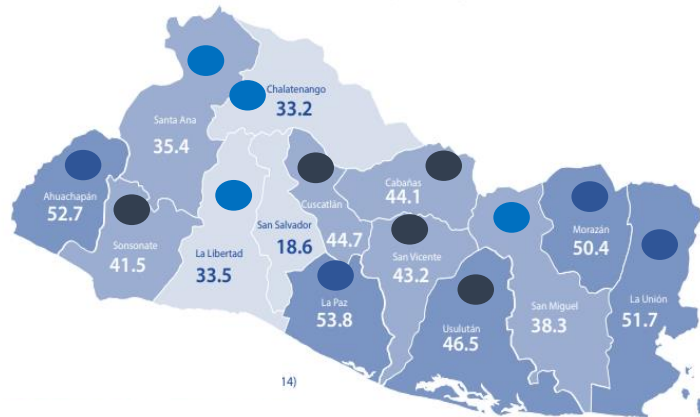 Chalatenango
33.2
Santa Ana
35.4
Ahuachapán
52.7
Sonsonate
41.5
La Libertad
33.5
San Salvador
18.6
Cuscatlán
44.7
Cabañas
44.1
San Vicente
43.2
La Paz
53.8
Usulután
46.5
San Miguel
38.3
Morazán
50.4
La Unión
51.7
14)